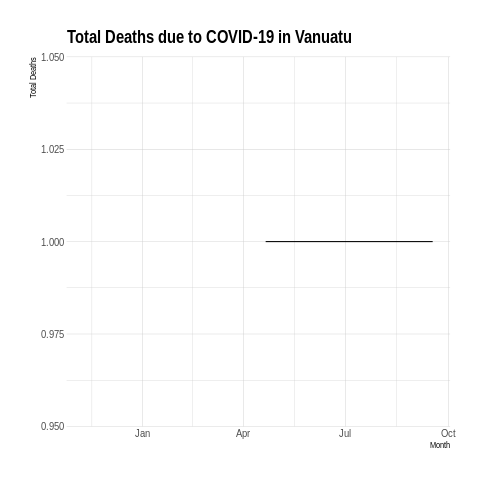 Total Deaths due to COVID-19 in Vanuatu
Total Deaths
1.050
1.025
1.000
0.975
0.950
Jan Apr Jul Oct
Month